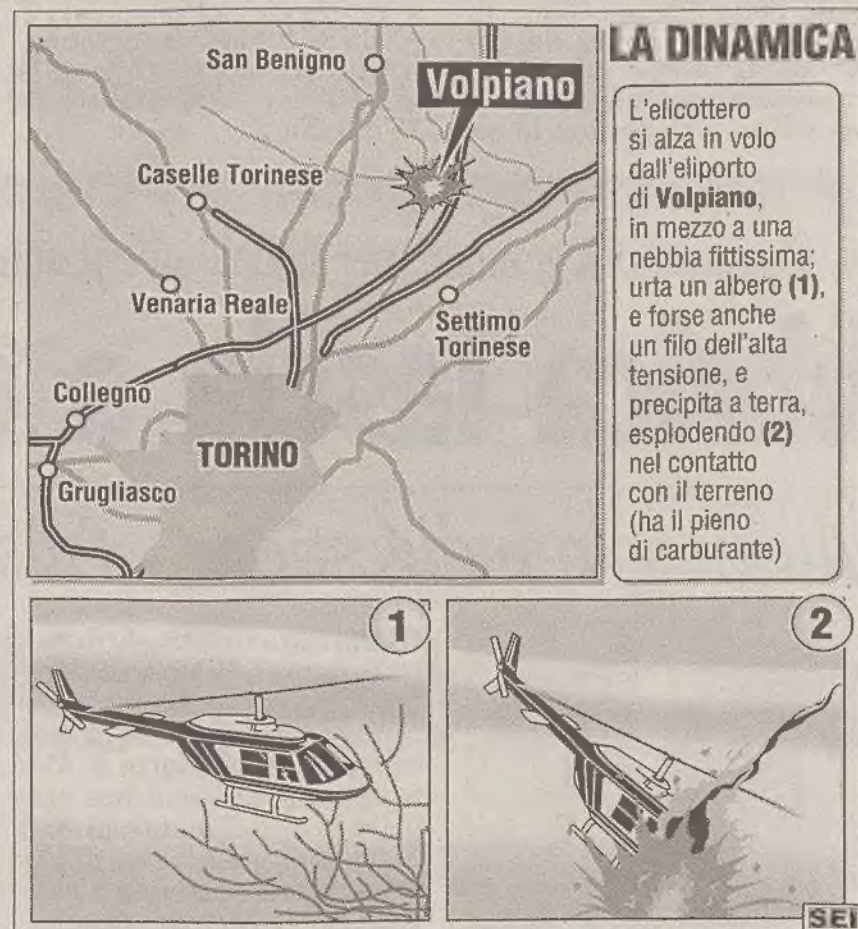 San Benigno
Volpiano
Caselle Torinese
Venaria Reale
Settimo
Torinese
Collegno
TORINO
Grugliasco
LA DINAMICA
L'elicottero
si alza in volo
dall'eliporto
di Volpiano,
in mezzo a una
nebbia fittissima;
urta un albero (1),
e forse anche
un filo dell'alta
tensione, e
precipita a terra,
esplodendo (2)
nel contatto
con il terreno
(ha il pieno
di carburante)
1
2
SEI